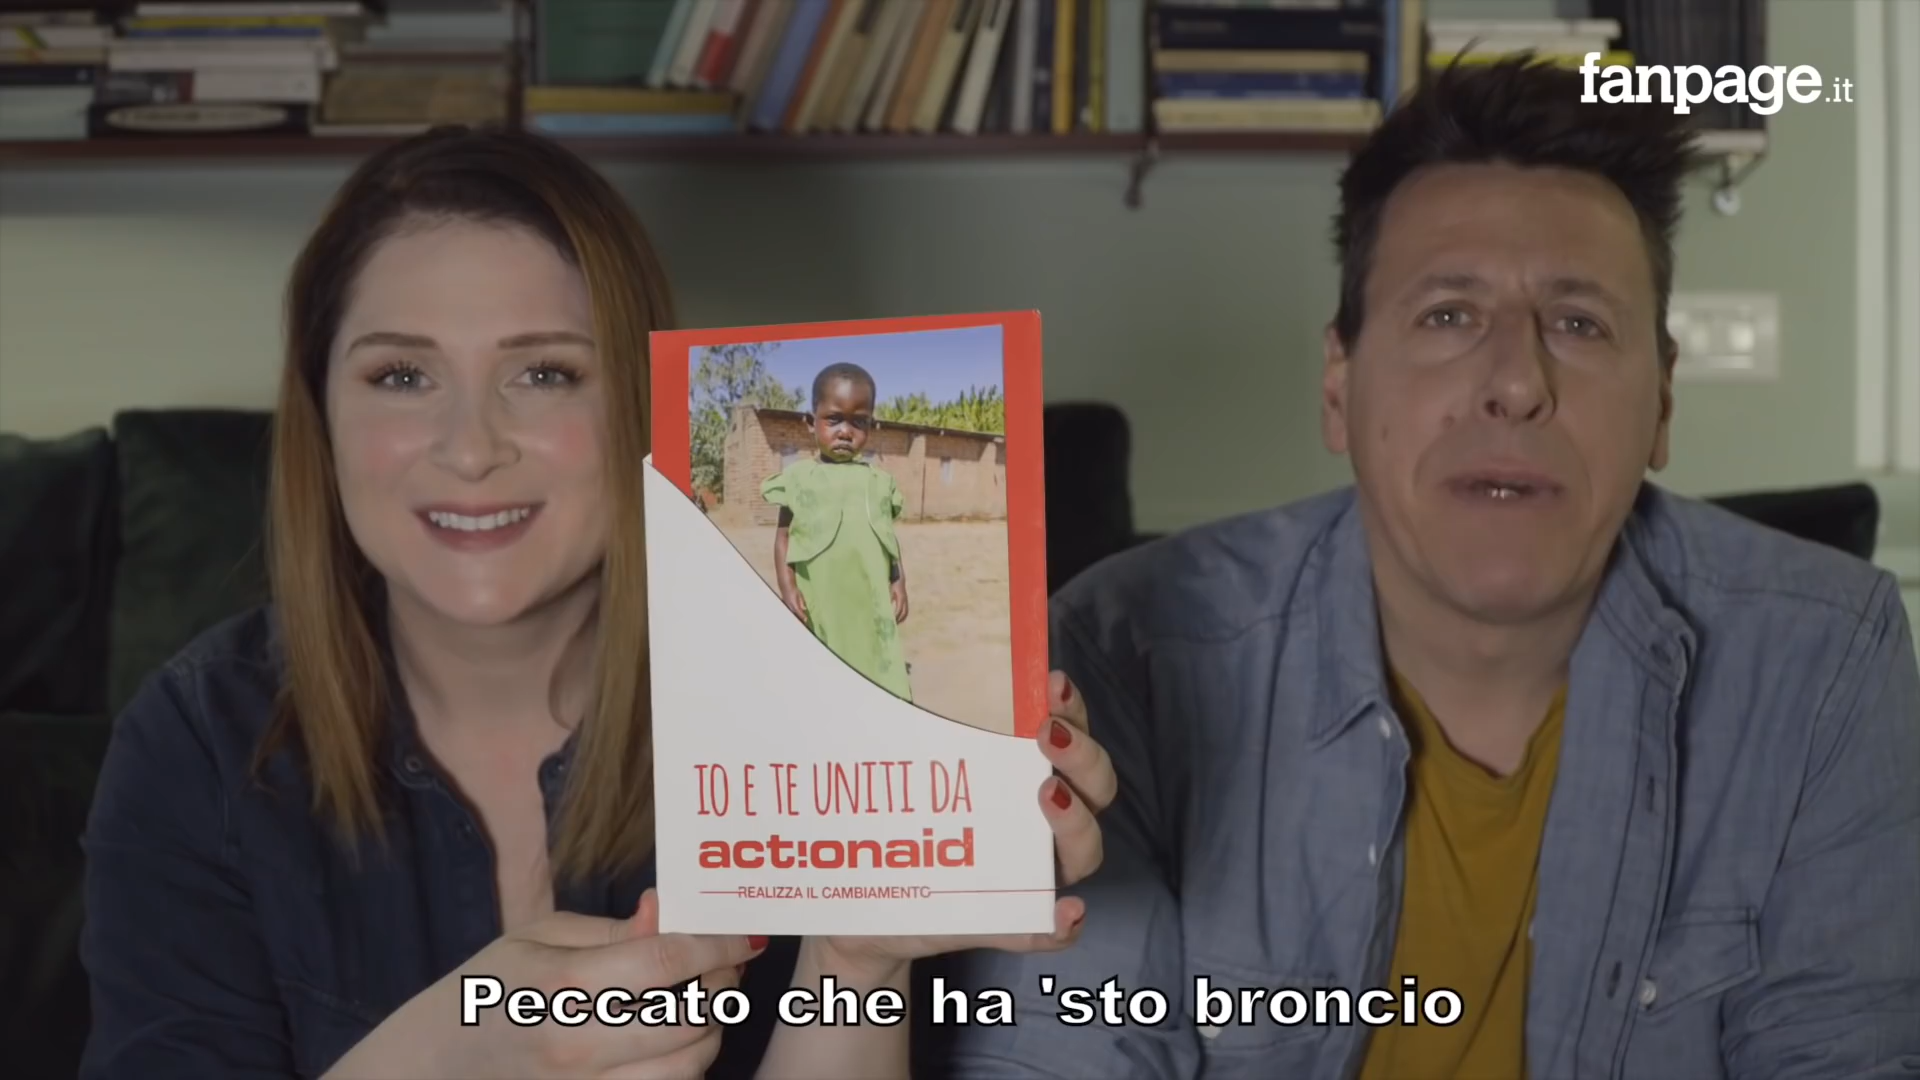 fanpage.it
IO E TE UNITI DA
act!onaid
REALIZZA IL CAMBIAMENTO
Peccato che ha 'sto broncio